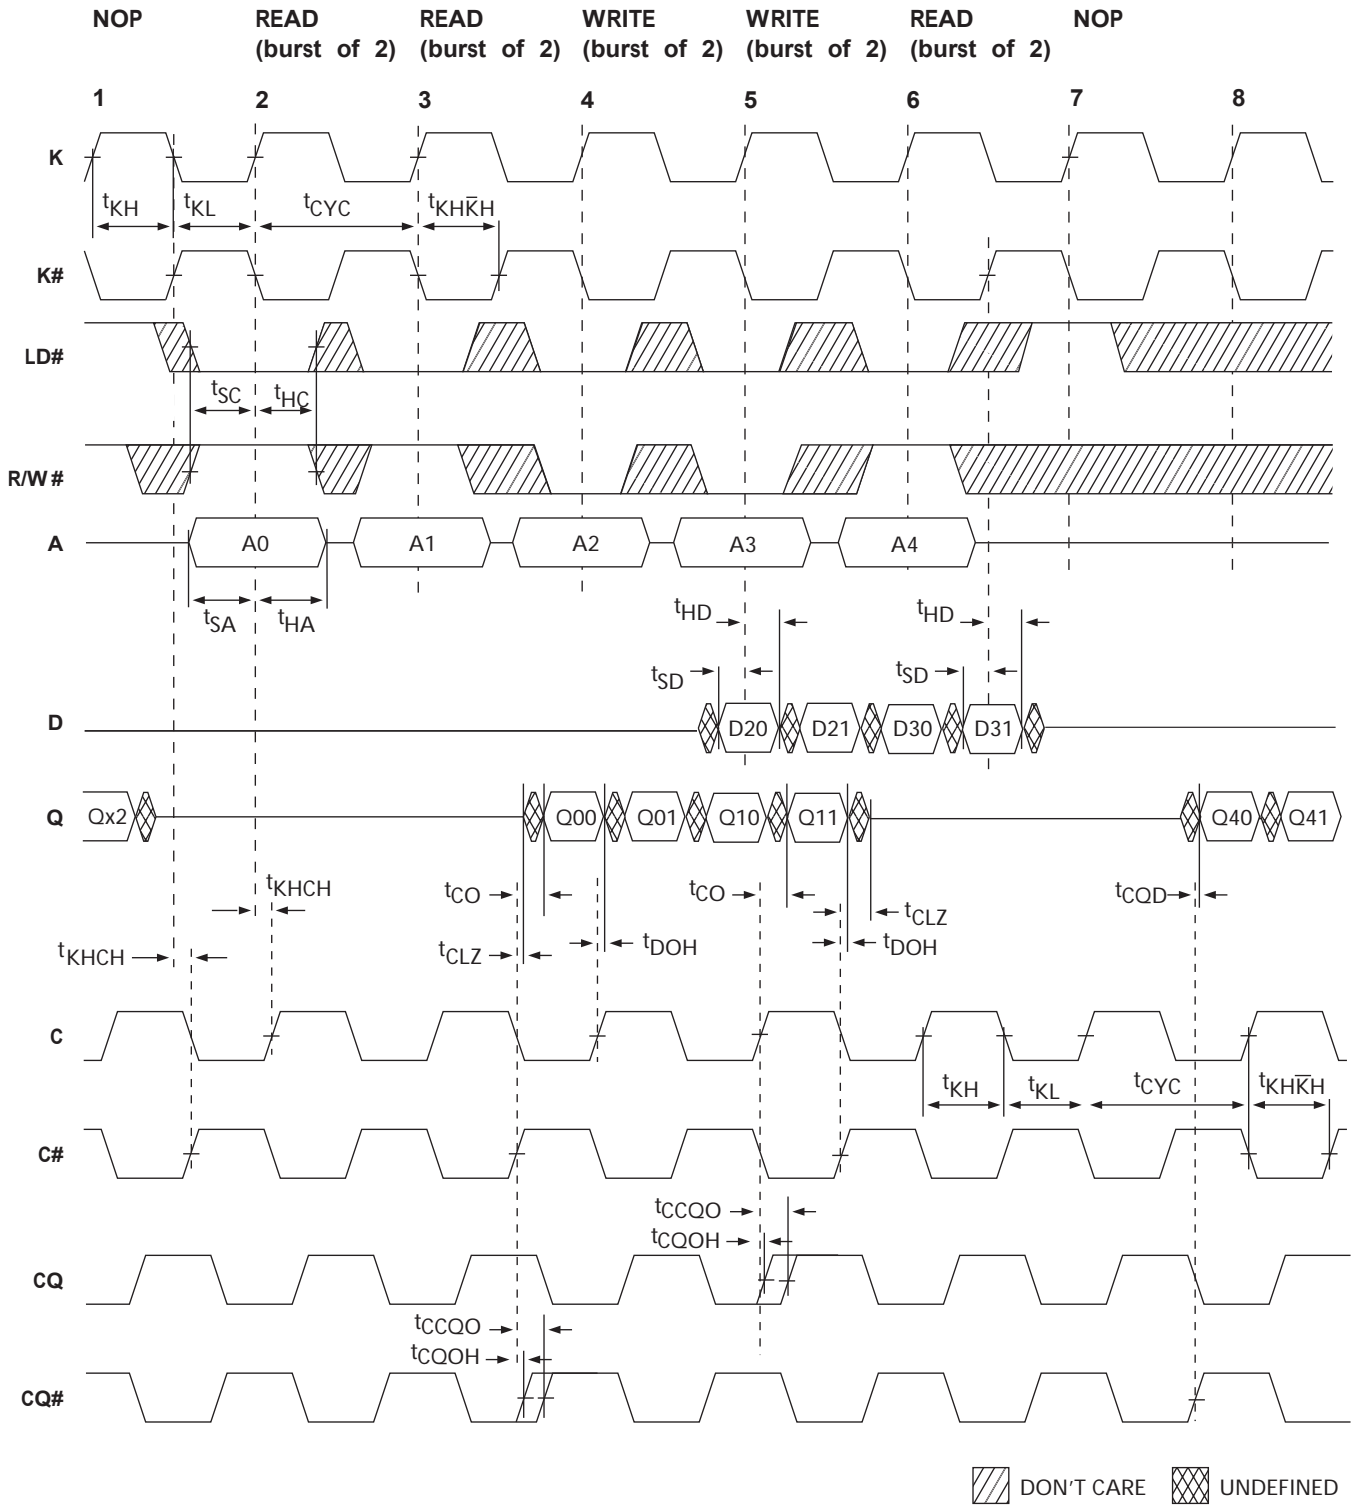 NOP READ READ WRITE WRITE READ NOP
(burst of 2) (burst of 2) (burst of 2) (burst of 2) (burst of 2)
1 2 3 4 5 6 7 8
K
tKH tKL tCYC tKHK̅H
K#
LD#
tSC tHC
R/W#
A A0 A1 A2 A3 A4
tSA tHA tHD tHD
tSD tSD
D D20 D21 D30 D31
Q Qx2 Q00 Q01 Q10 Q11 Q40 Q41
tKHCH tCO tCO tCLZ tCQD
tKHCH tCLZ tDOH tDOH
C
tKH tKL tCYC tKHK̅H
C#
tCCQO
tCQOH
CQ
tCCQO
tCQOH
CQ#
DON'T CARE UNDEFINED